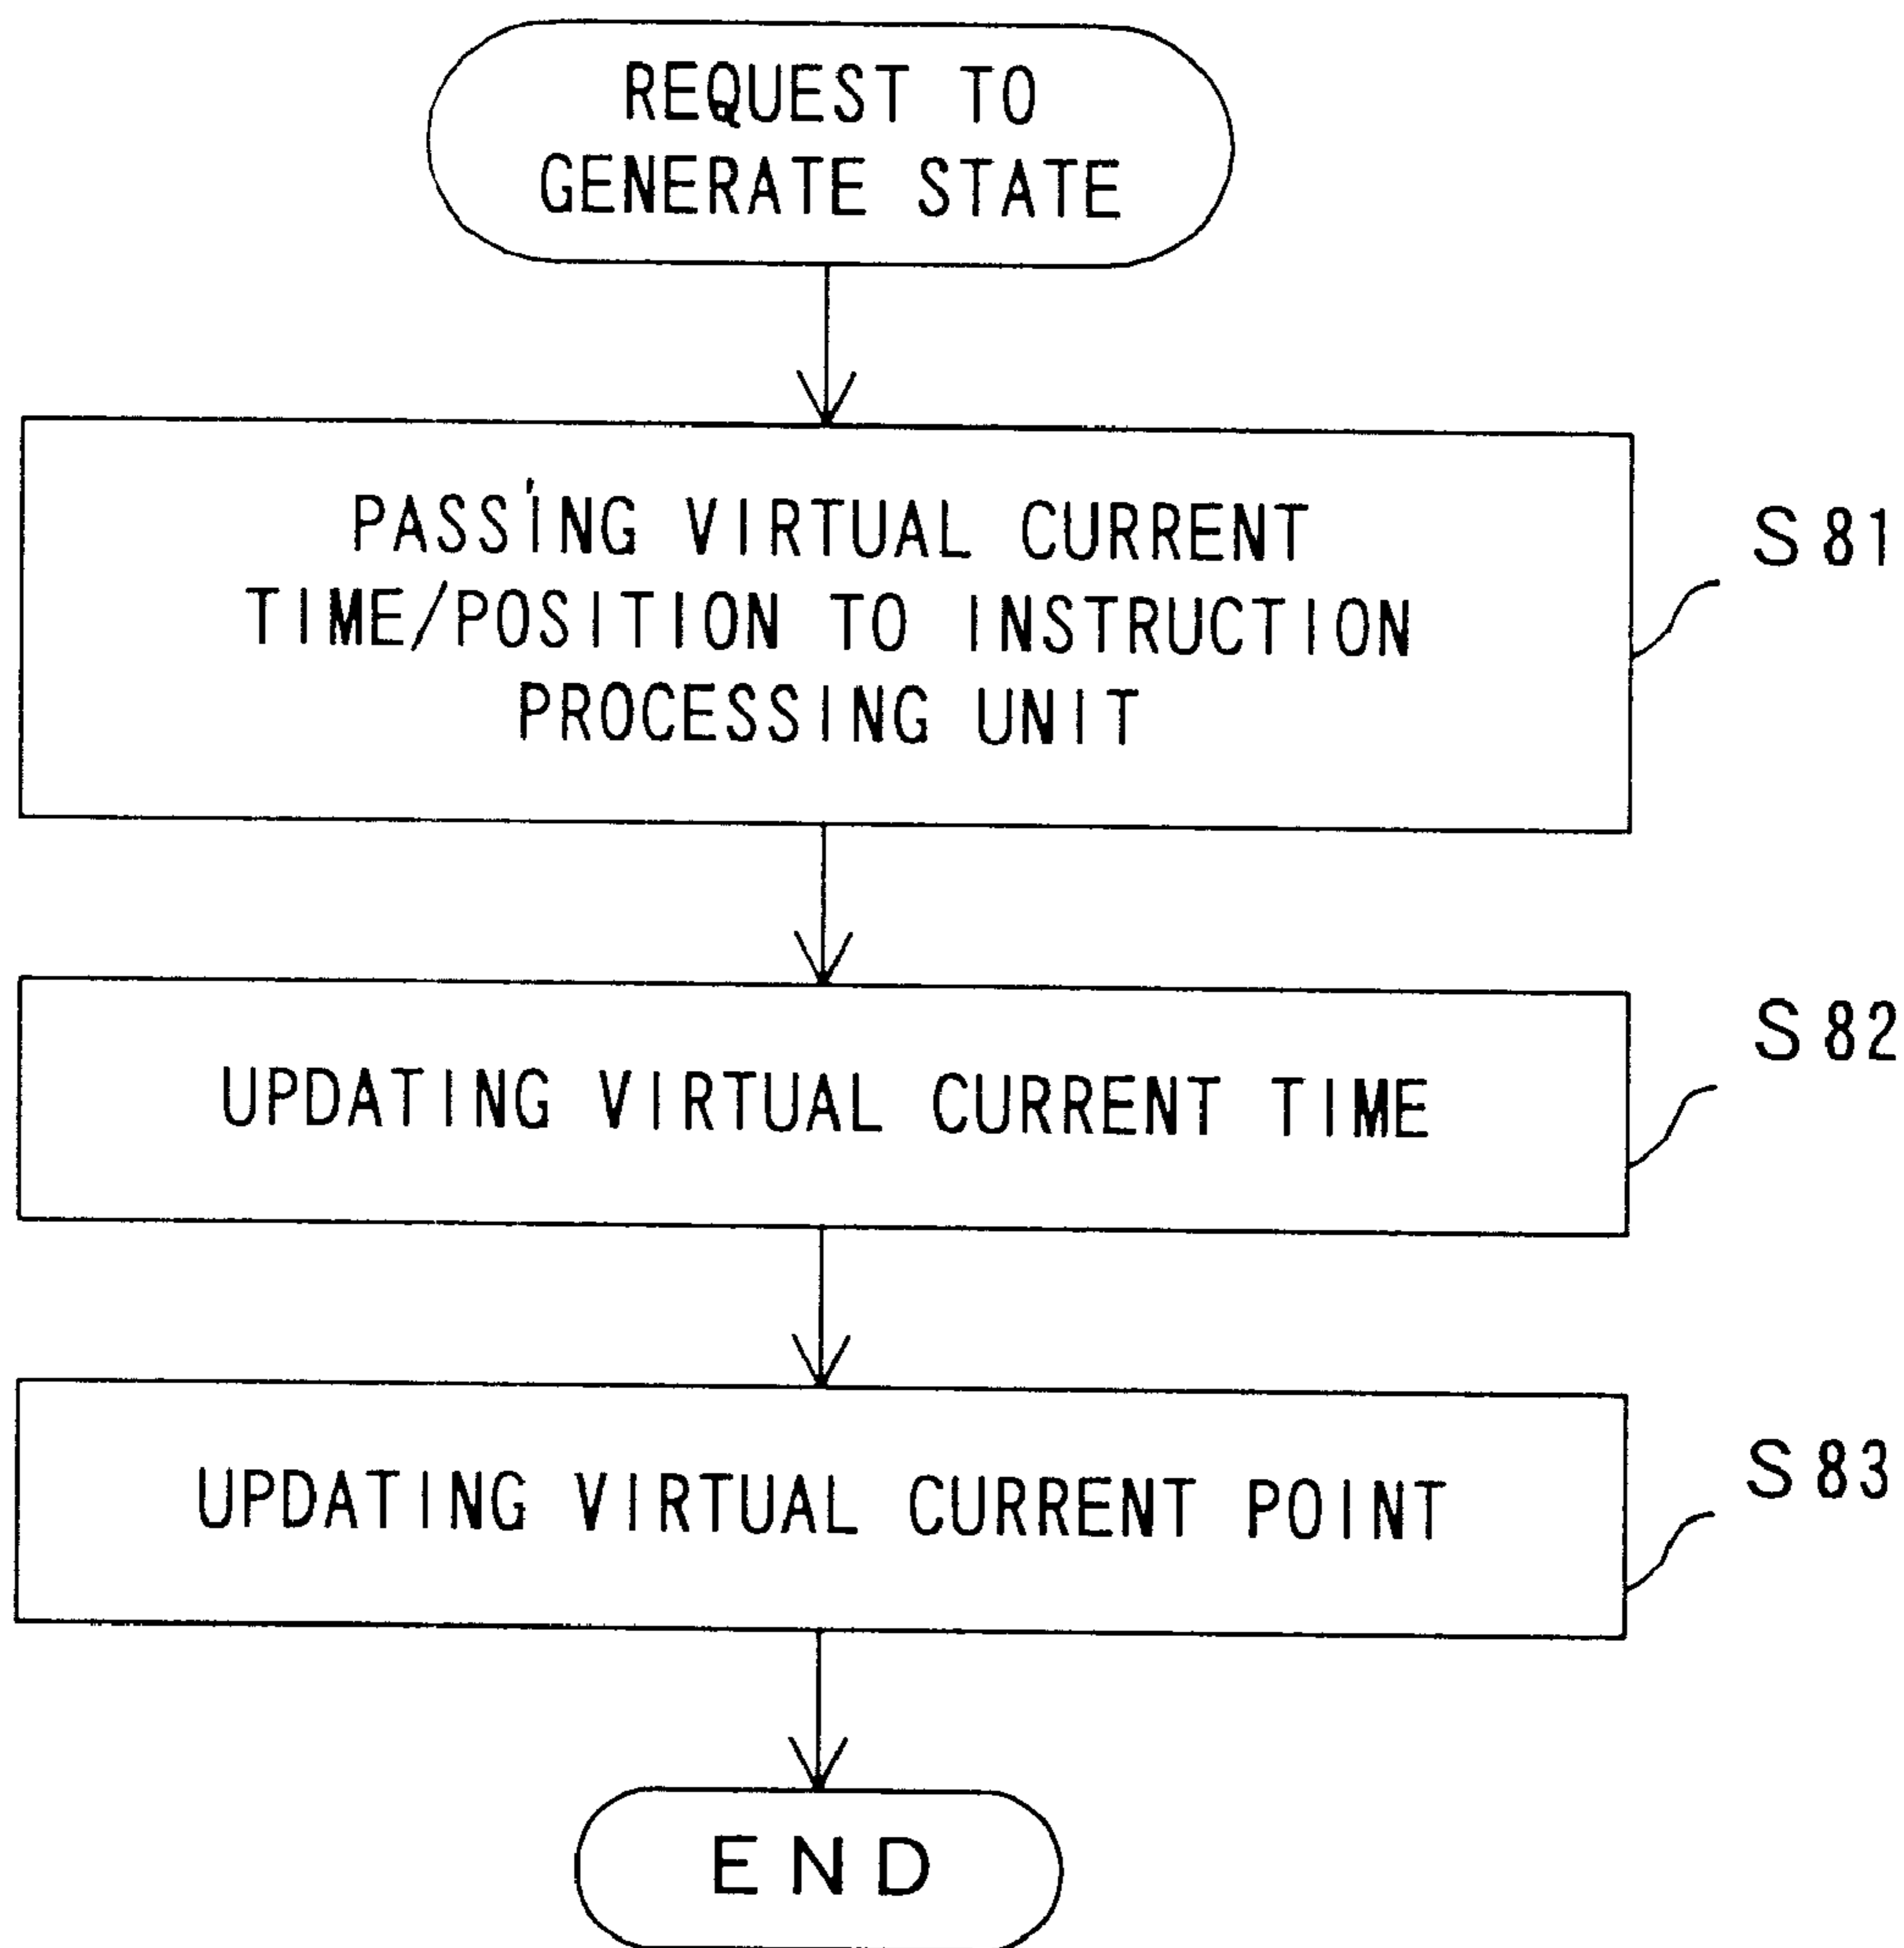 REQUEST TO
GENERATE STATE
PASSING VIRTUAL CURRENT
TIME/POSITION TO INSTRUCTION
PROCESSING UNIT
S81
UPDATING VIRTUAL CURRENT TIME
S82
UPDATING VIRTUAL CURRENT POINT
S83
END